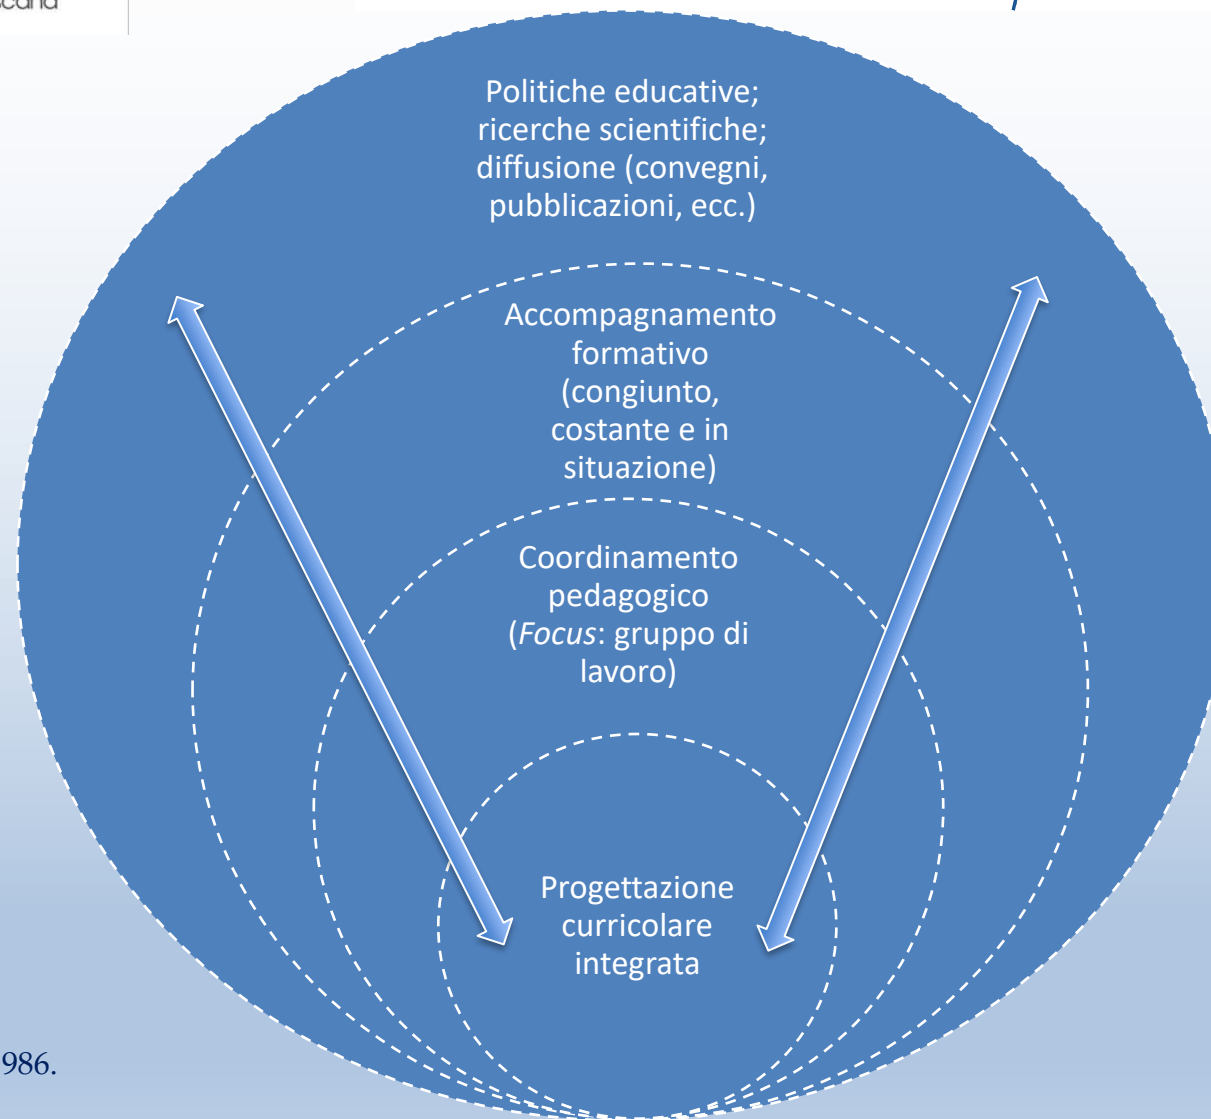 Politiche educative;
ricerche scientifiche;
diffusione (convegni,
pubblicazioni, ecc.)
Accompagnamento
formativo
(congiunto,
costante e in
situazione)
Coordinamento
pedagogico
(Focus: gruppo di
lavoro)
Progettazione
curricolare
integrata
986.